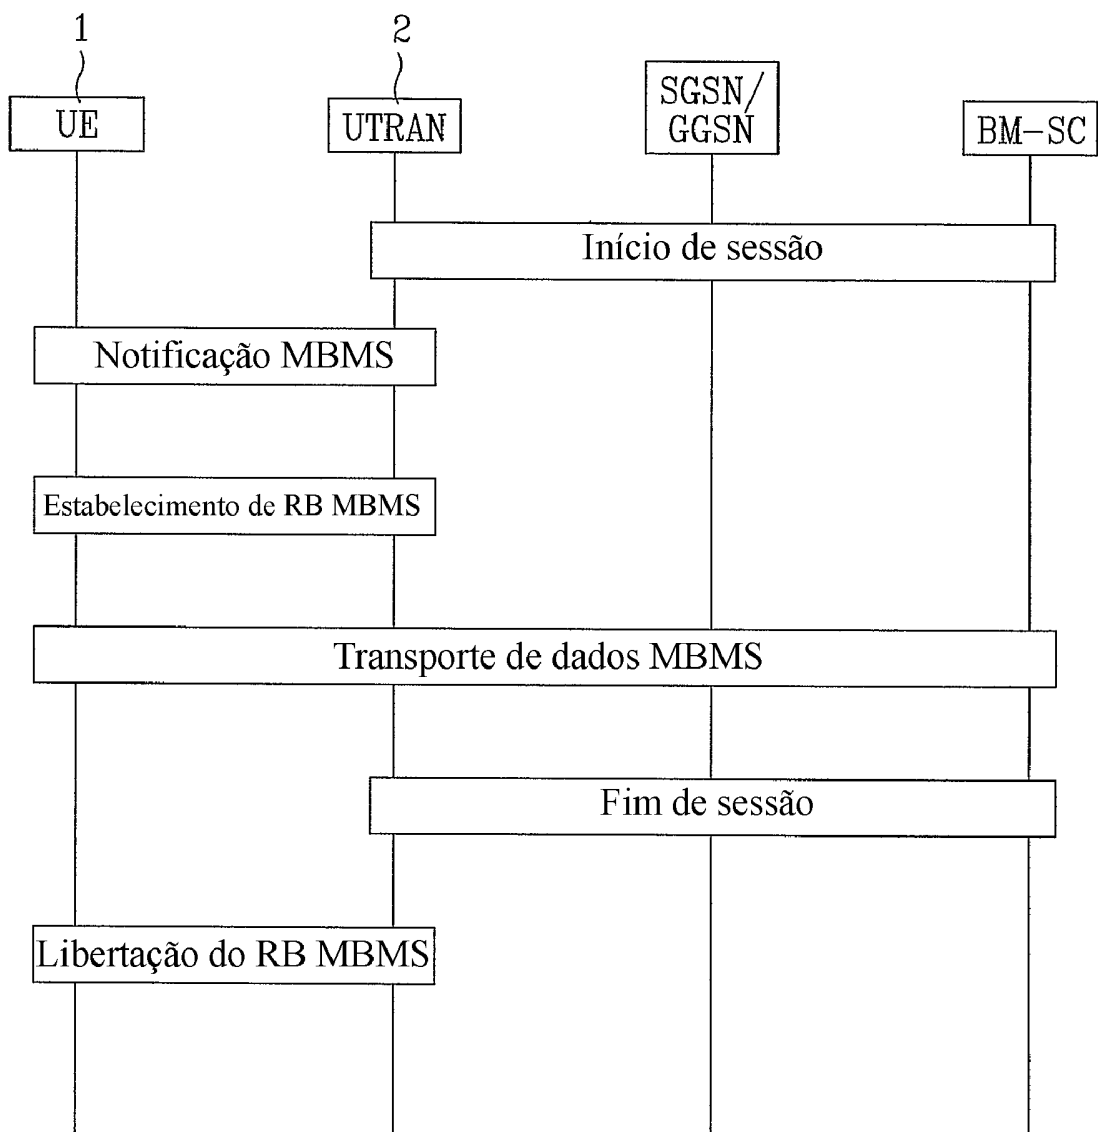 1
2
UE
UTRAN
SGSN/
GGSN
BM-SC
Início de sessão
Notificação MBMS
Estabelecimento de RB MBMS
Transporte de dados MBMS
Fim de sessão
Libertação do RB MBMS